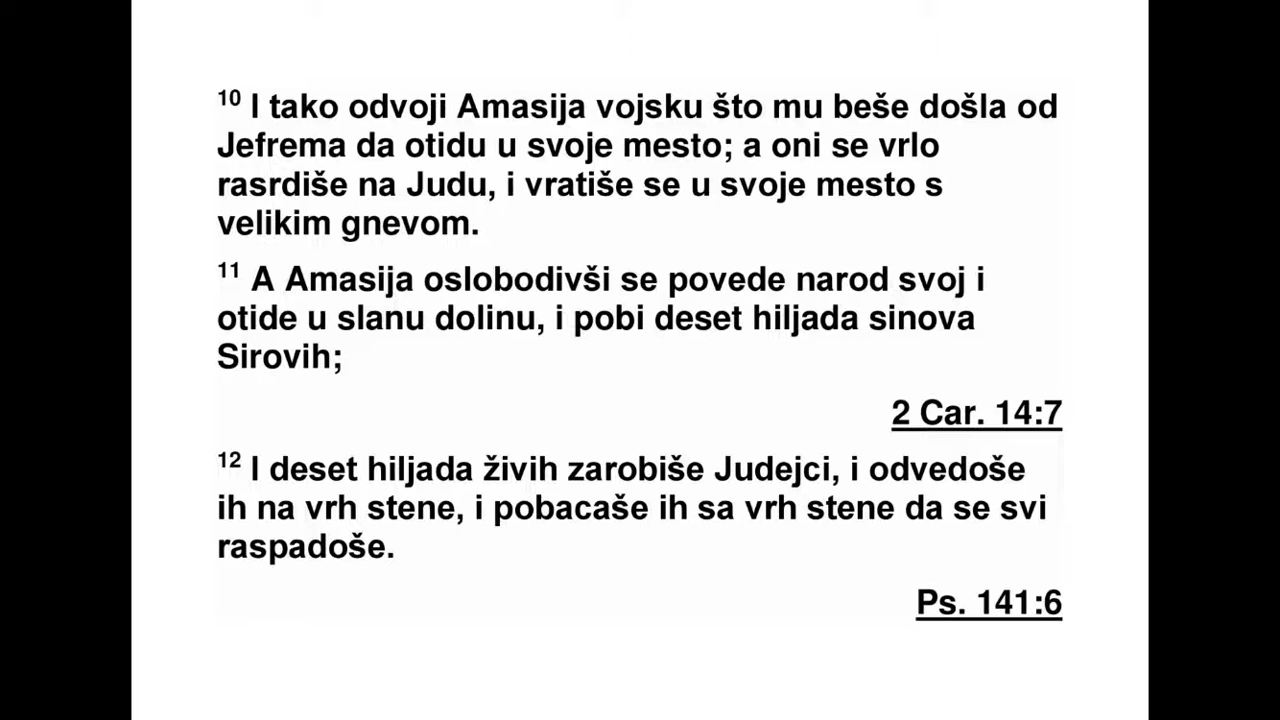 10 I tako odvoji Amasija vojsku što mu beše došla od
Jefrema da otidu u svoje mesto; a oni se vrlo
rasrdiše na Judu, i vratiše se u svoje mesto s
velikim gnevom.
11 A Amasija oslobodivši se povede narod svoj i
otide u slanu dolinu, i pobi deset hiljada sinova
Sirovih;
2 Car. 14:7
12 I deset hiljada živih zarobiše Judejci, i odvedoše
ih na vrh stene, i pobacaše ih sa vrh stene da se svi
raspadoše.
Ps. 141:6